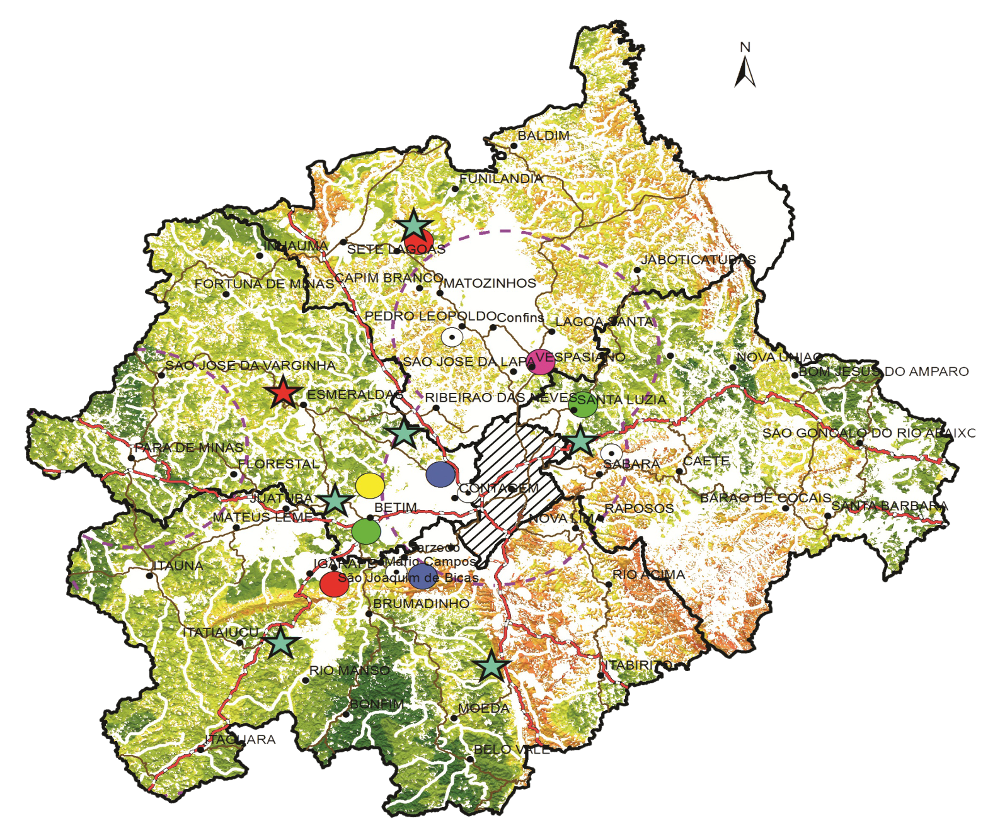 N
BALDIM
FUNILANDIA
INHAUMA
SETE LAGOAS
JABOTICATUBAS
CAPIM BRANCO
FORTUNA DE MINAS
MATOZINHOS
PEDRO LEOPOLDO
Confins
LAGOA SANTA
SAO JOSE DA VARGINHA
SAO JOSE DA LAPA
VESPASIANO
NOVA UNIAO
BOM JESUS DO AMPARO
ESMERALDAS
RIBEIRAO DAS NEVES
SANTA LUZIA
SAO GONCALO DO RIO ABAIXO
PARA DE MINAS
FLORESTAL
SABARA
CAETE
CONTAGEM
JUATUBA
BETIM
BARAO DE COCAIS
SANTA BARBARA
MATEUS LEME
NOVA LIMA
RAPOSOS
Sarzedo
IGARAPE
Mário Campos
ITAUNA
São Joaquim de Bicas
RIO ACIMA
BRUMADINHO
ITATIAIUCU
RIO MANSO
ITABIRITO
BONFIM
MOEDA
ITAGUARA
BELO VALE